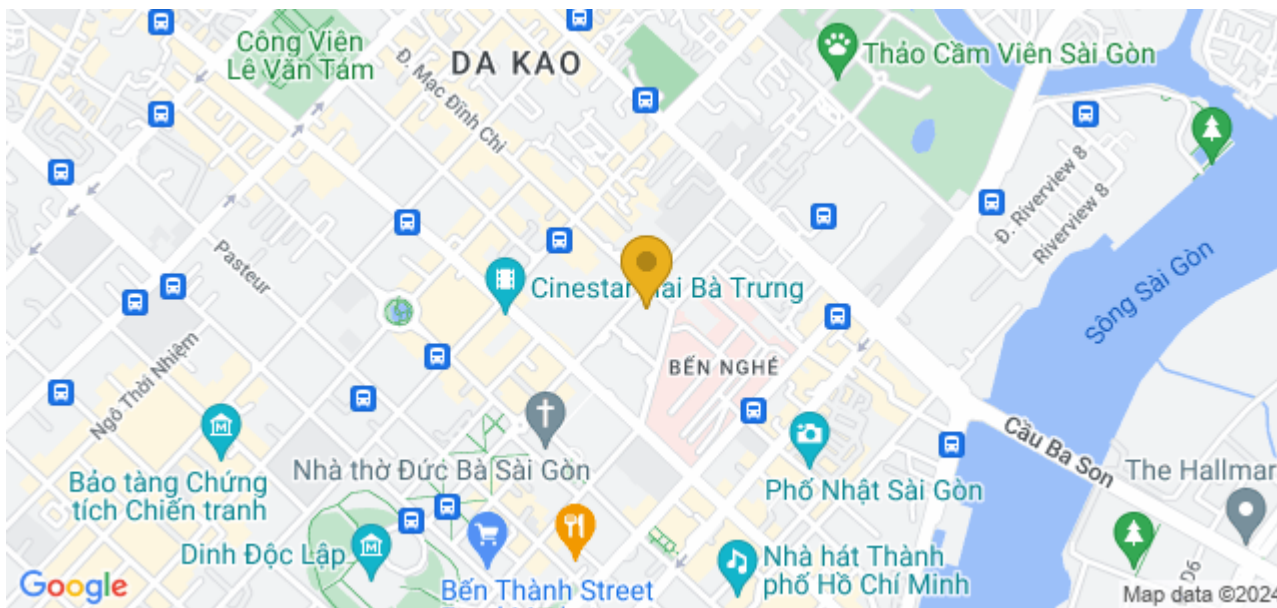 Công Viên
Lê Văn Tám
DA KAO
Đ. Mạc Đĩnh Chi
Thảo Cầm Viên Sài Gòn
Đ. Riverview 8
Riverview 8
Pasteur
Cinestar Hai Bà Trưng
Sông Sài Gòn
BẾN NGHÉ
Ngô Thời Nhiệm
Cầu Ba Son
Bảo tàng Chứng
tích Chiến tranh
Nhà thờ Đức Bà Sài Gòn
Phố Nhật Sài Gòn
The Hallmar
Dinh Độc Lập
Bến Thành Street
Nhà hát Thành
phố Hồ Chí Minh
D6
Google
Map data ©2024